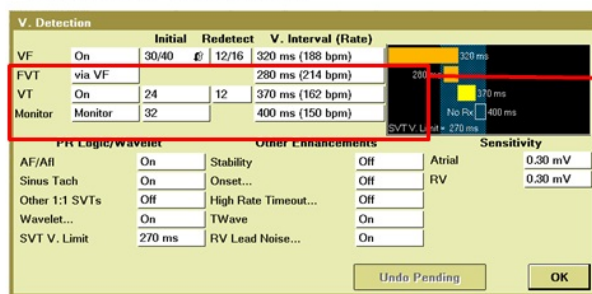 V. Detection
Initial Redetect V. Interval (Rate)
VF On 30/40 12/16 320 ms (188 bpm) 320 ms
FVT via VF 280 ms (214 bpm) 280 ms
VT On 24 12 370 ms (162 bpm) 370 ms
Monitor Monitor 32 400 ms (150 bpm) No Rx 400 ms
SVT V. Limit = 270 ms
PR Logic/Wavelet Other Enhancements Sensitivity
AF/Afl On Stability Off Atrial 0.30 mV
Sinus Tach On Onset... Off RV 0.30 mV
Other 1:1 SVTs Off High Rate Timeout... Off
Wavelet... On TWave On
SVT V. Limit 270 ms RV Lead Noise... On
Undo Pending OK